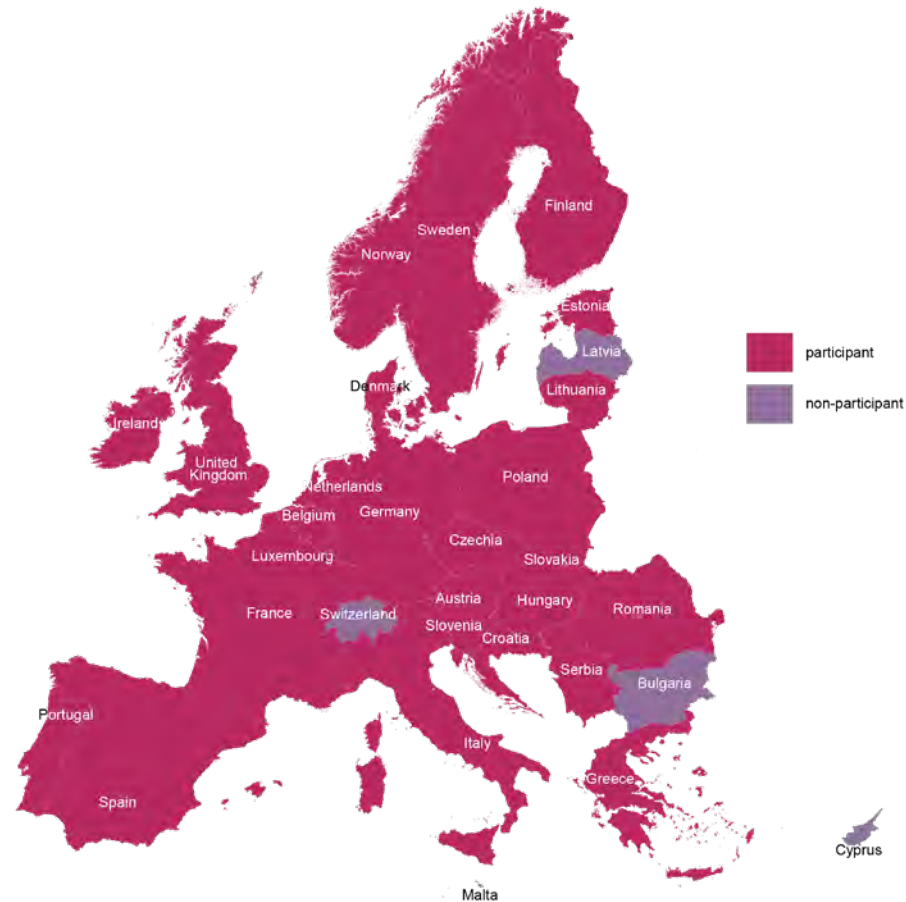 Finland
Sweden
Norway
Estonia
Latvia
participant
Denmark
Lithuania
non-participant
Ireland
United
Kingdom
Poland
Netherlands
Germany
Belgium
Czechia
Luxembourg
Slovakia
Austria
Hungary
Romania
France
Switzerland
Slovenia
Croatia
Serbia
Bulgaria
Portugal
Italy
Greece
Spain
Cyprus
Malta